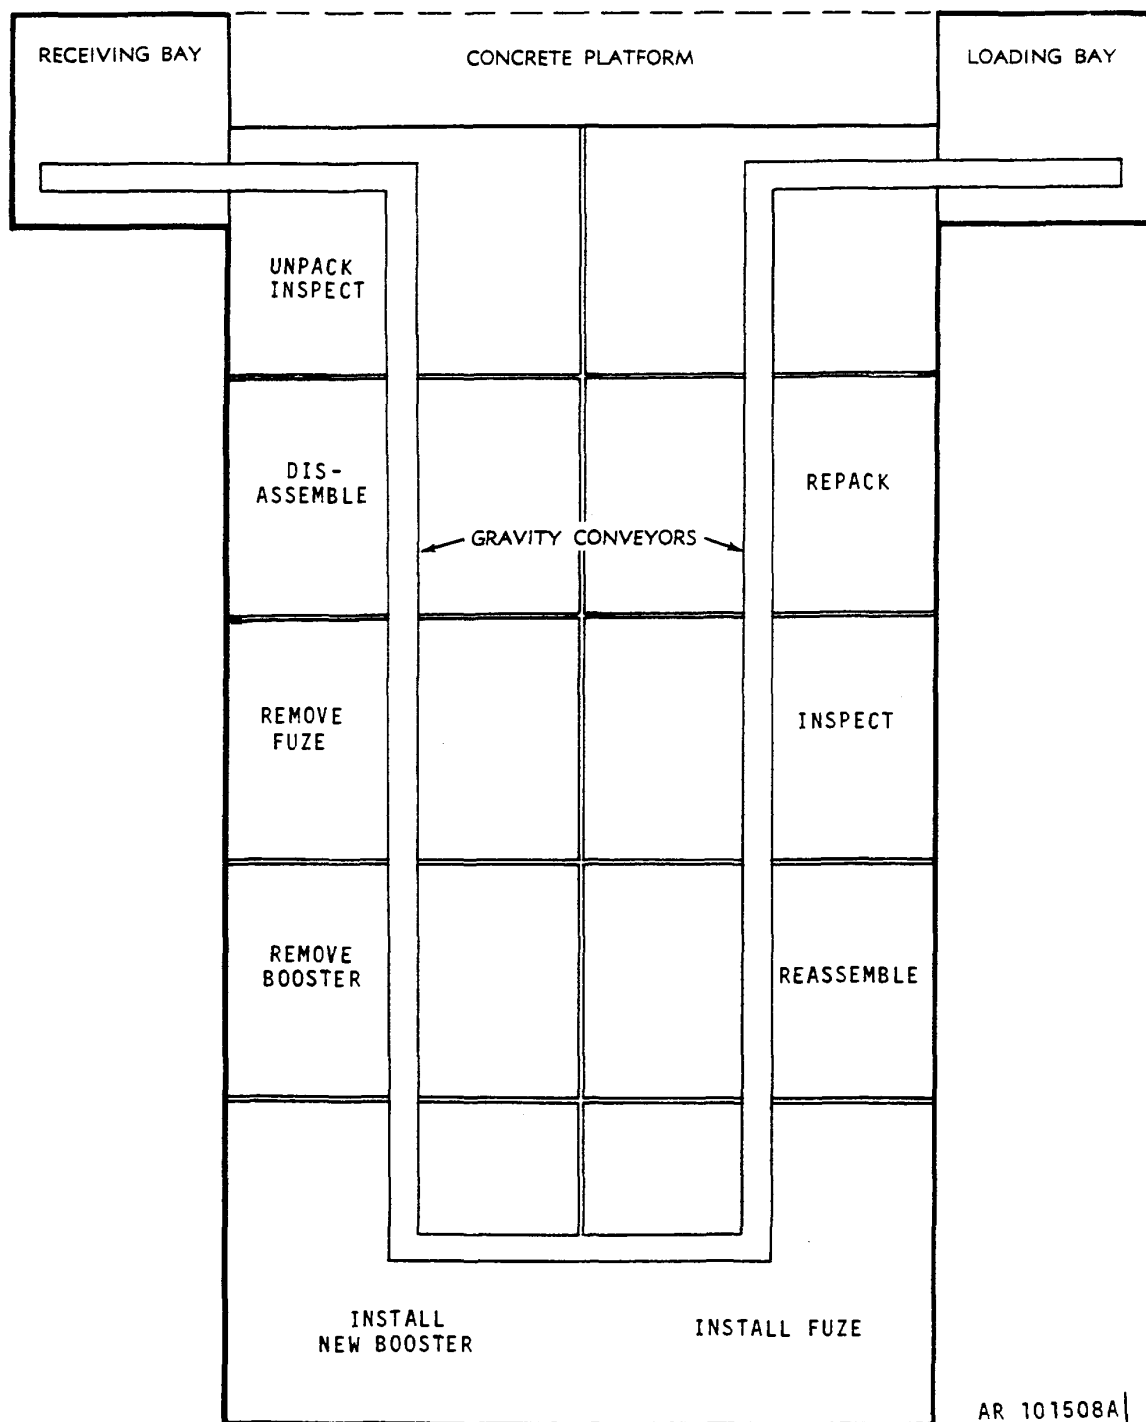 RECEIVING BAY
CONCRETE PLATFORM
LOADING BAY
UNPACK
INSPECT
DIS-
ASSEMBLE
REPACK
GRAVITY CONVEYORS
REMOVE
FUZE
INSPECT
REMOVE
BOOSTER
REASSEMBLE
INSTALL
NEW BOOSTER
INSTALL FUZE
AR 101508A